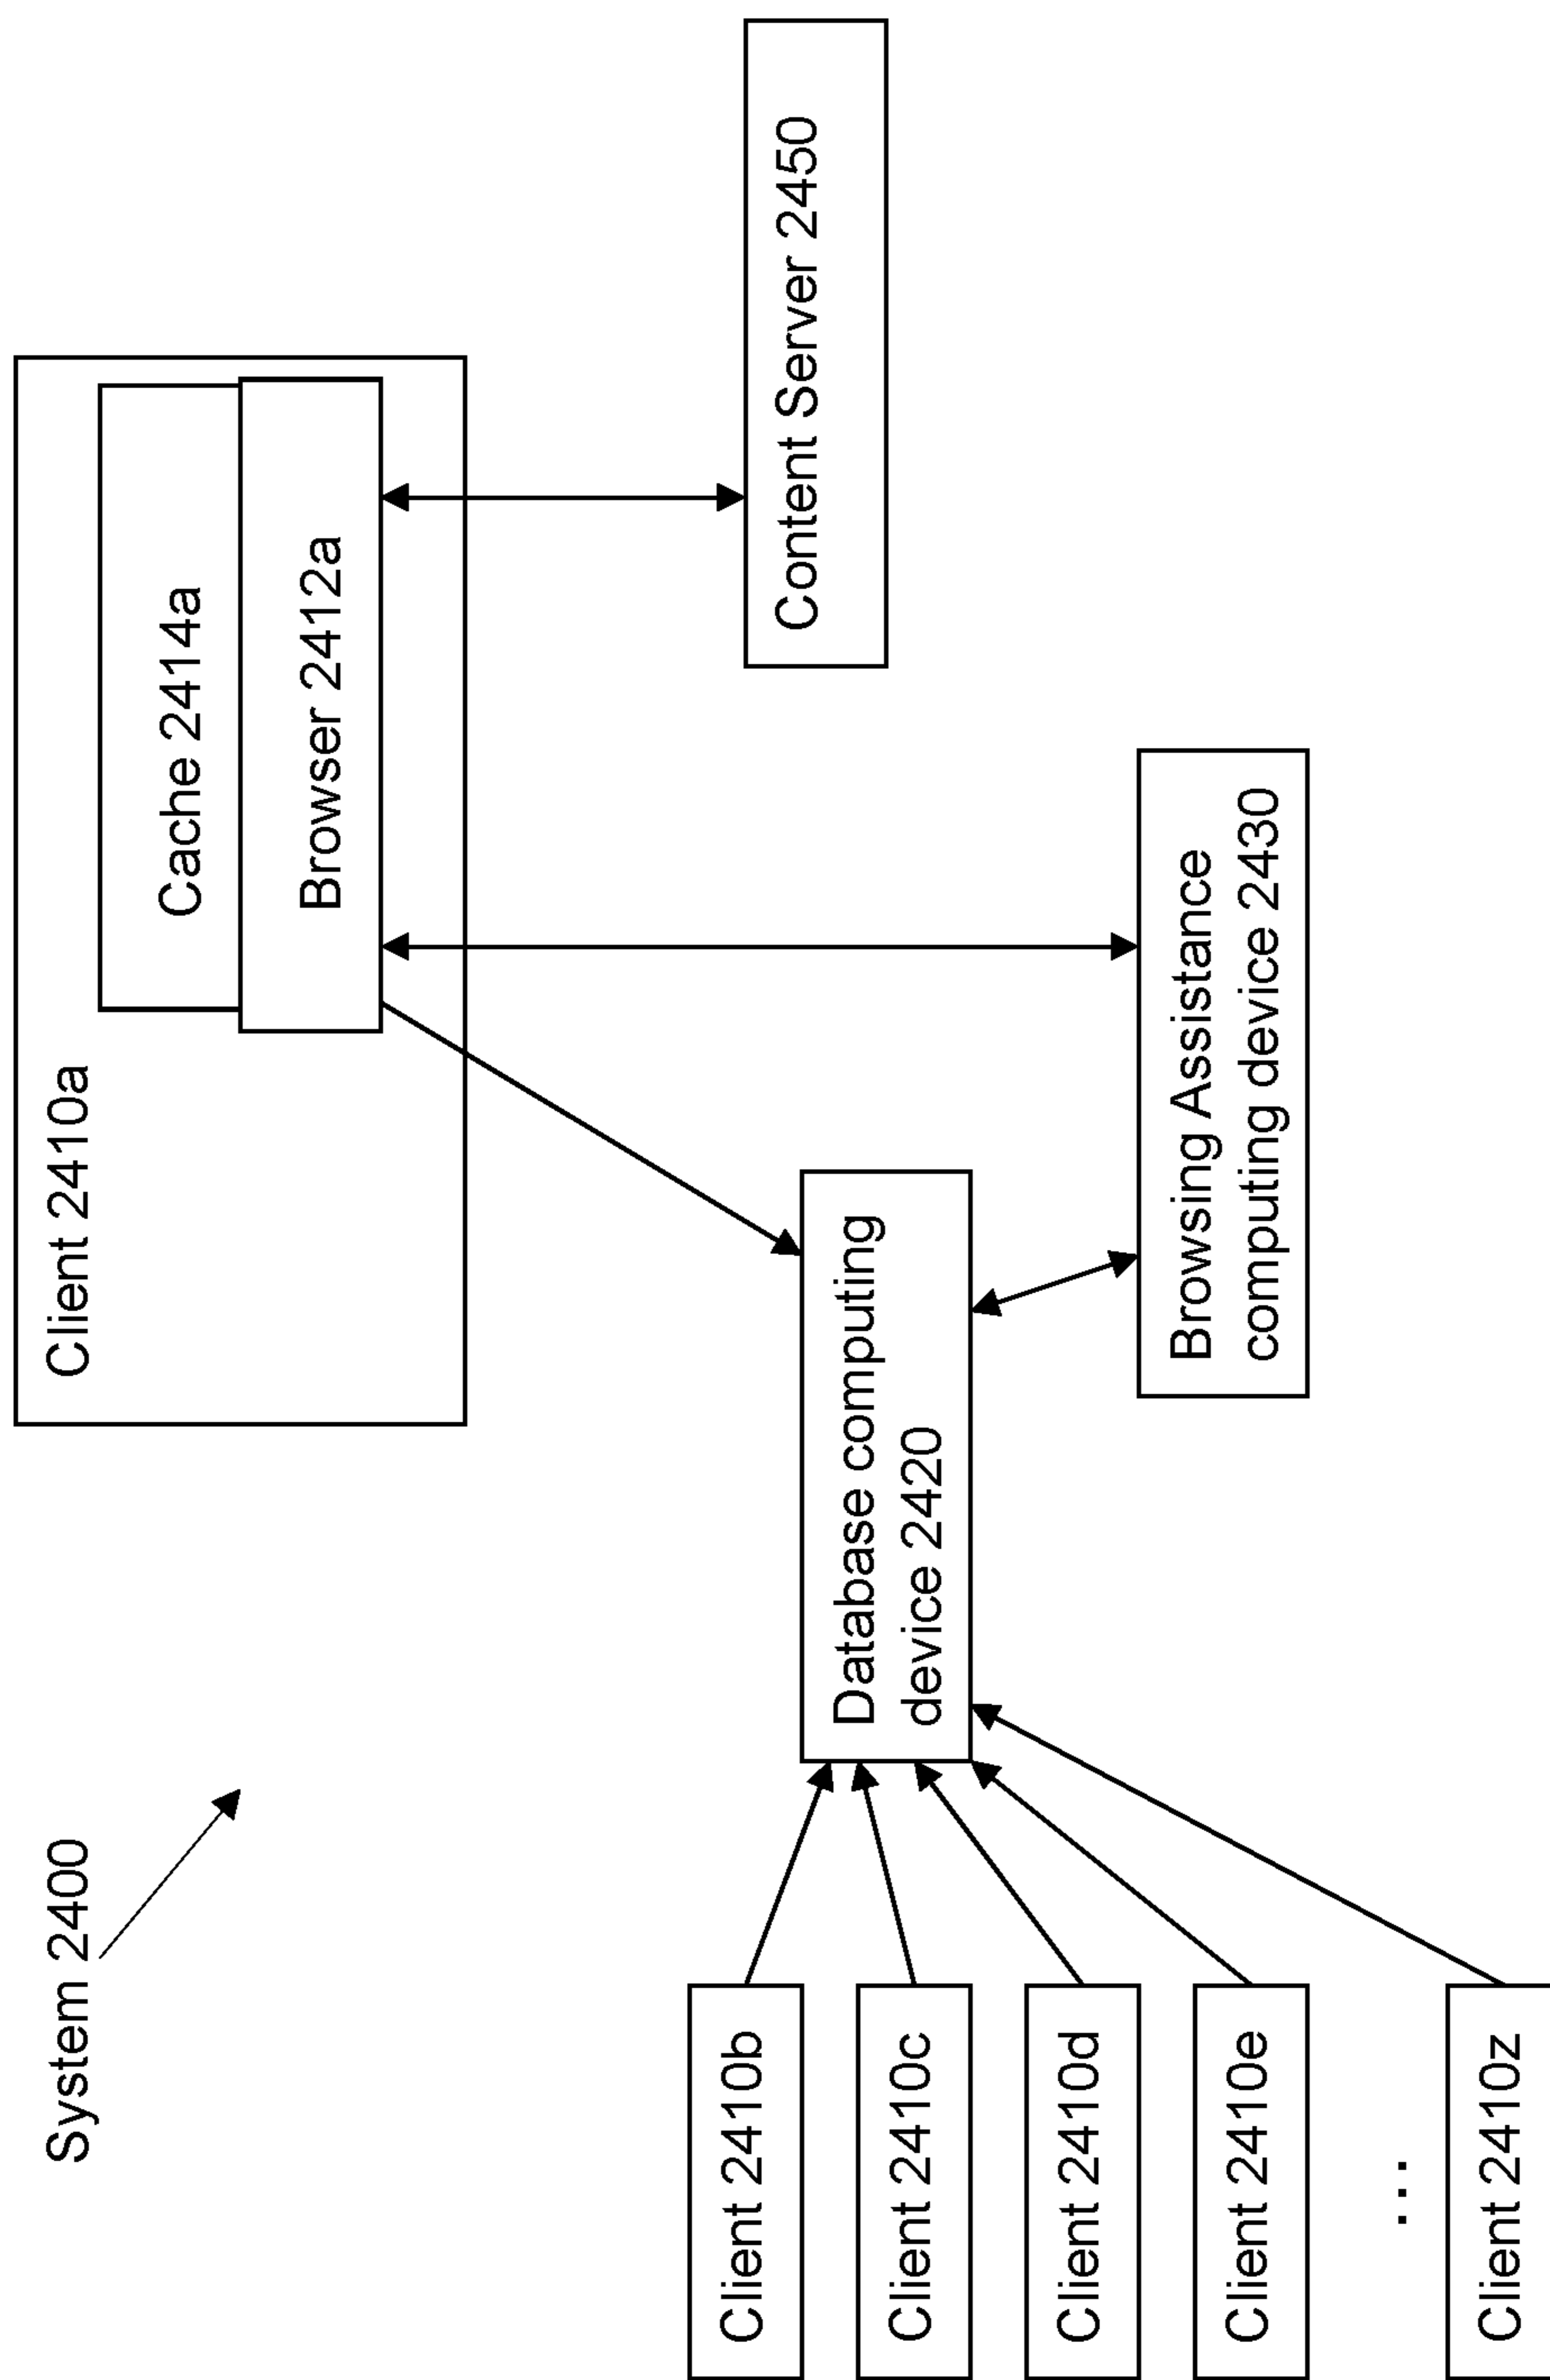 System 2400
Client 2410a
Cache 2414a
Browser 2412a
Client 2410b
Client 2410c
Client 2410d
Client 2410e
...
Client 2410z
Database computing
device 2420
Browsing Assistance
computing device 2430
Content Server 2450